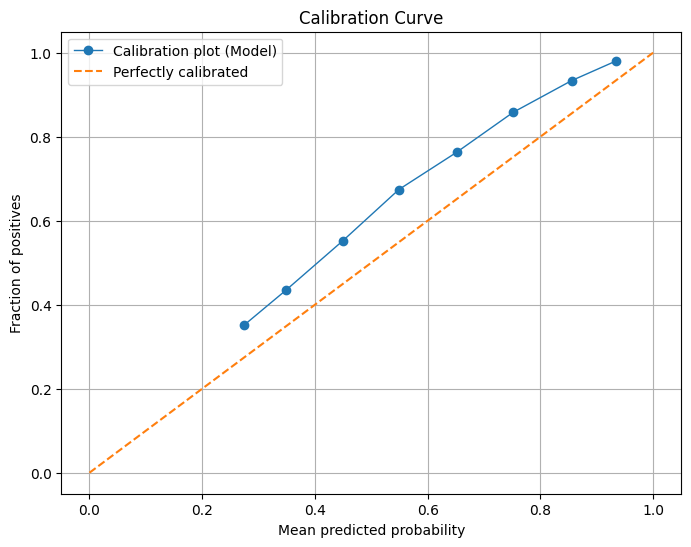 Calibration Curve
Calibration plot (Model)
Perfectly calibrated
Fraction of positives
1.0
0.8
0.6
0.4
0.2
0.0
0.0 0.2 0.4 0.6 0.8 1.0
Mean predicted probability